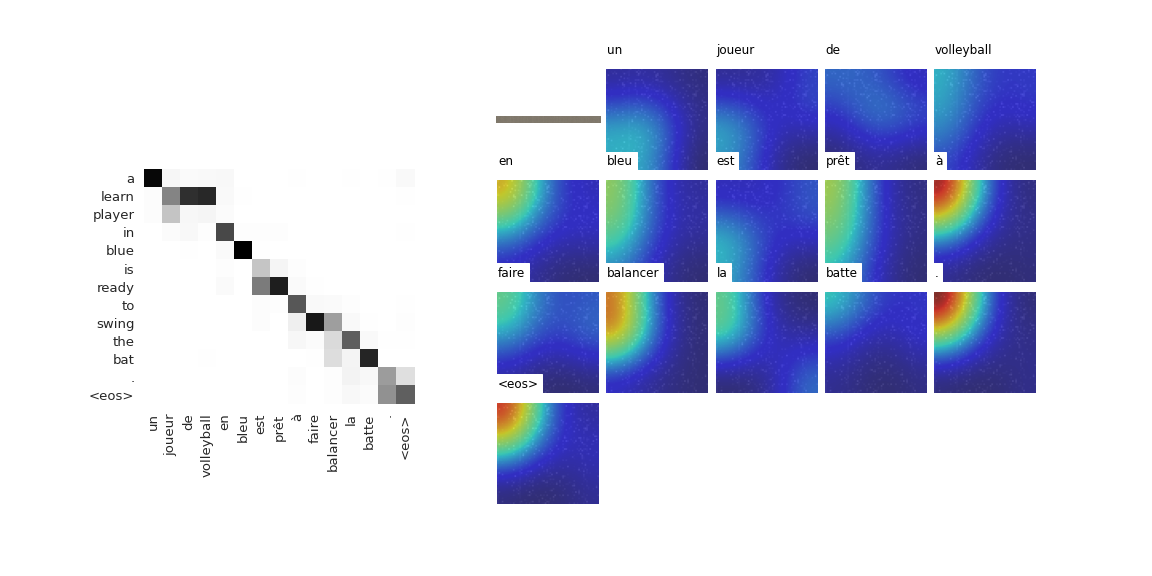 a
learn
player
in
blue
is
ready
to
swing
the
bat
.
<eos>
un joueur de volleyball en bleu est prêt à faire balancer la batte . <eos>
un joueur de volleyball
en bleu est prêt à
faire balancer la batte .
<eos>